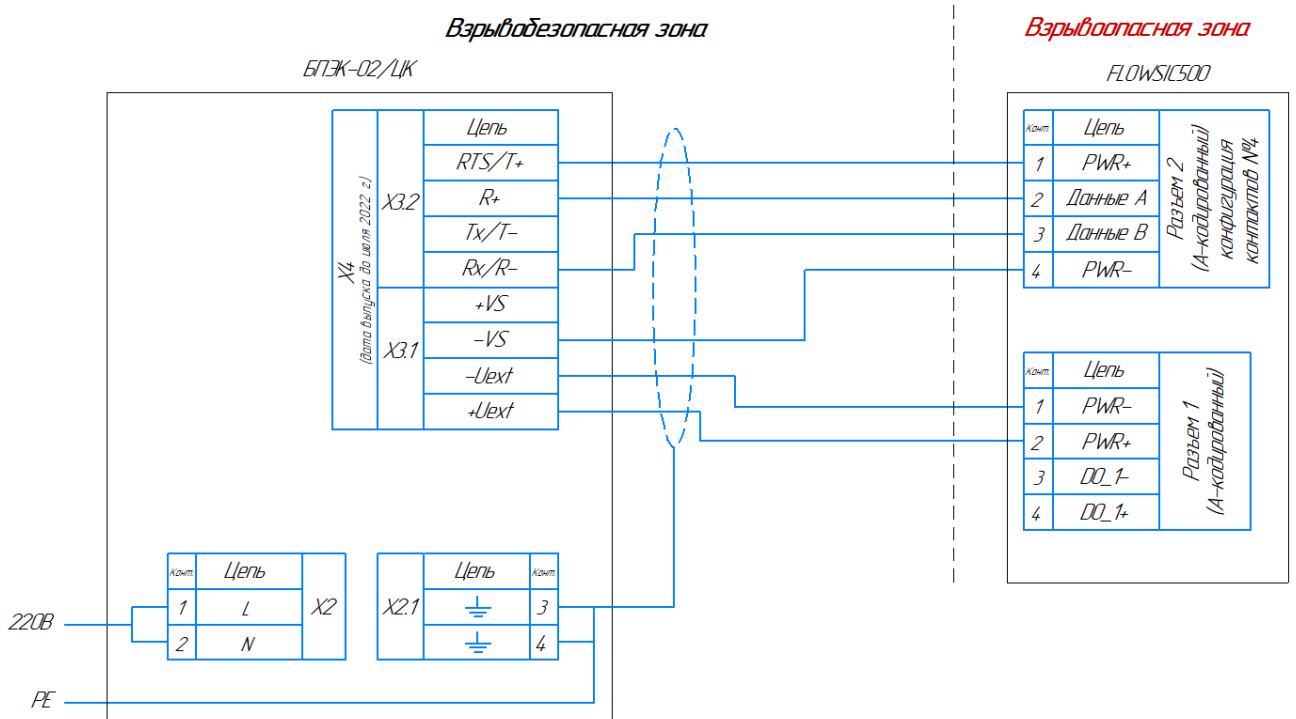 Взрывобезопасная зона
Взрывоопасная зона
БПЭК-02/ЦК
FLOWSIC500
X4
(дата выпуска до июля 2022 г.)
X3.2
X3.1
Цепь
RTS/T+
R+
Tx/T-
Rx/R-
+VS
-VS
-Uext
+Uext
Конт. Цепь
1 PWR+
2 Данные А
3 Данные В
4 PWR-
Разъем 2
(А-кодированный)
конфигурация
контактов №4
Конт. Цепь
1 PWR-
2 PWR+
3 DO_1-
4 DO_1+
Разъем 1
(А-кодированный)
220В
PE
Конт. Цепь
1 L
2 N
X2
X2.1
Цепь Конт.
3
4